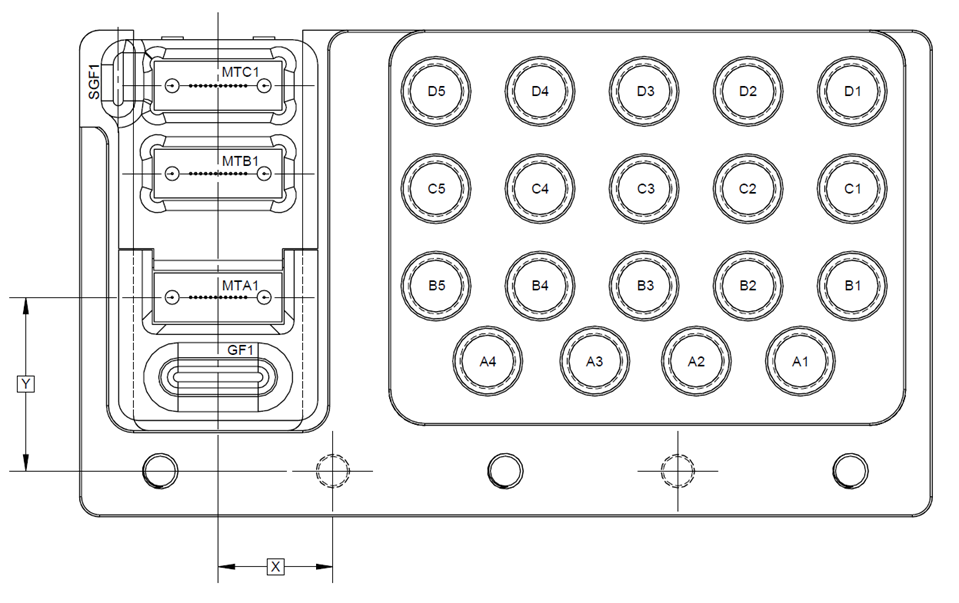 SGF1
MTC1
D5 D4 D3 D2 D1
MTB1
C5 C4 C3 C2 C1
MTA1
B5 B4 B3 B2 B1
GF1
A4 A3 A2 A1
Y
X